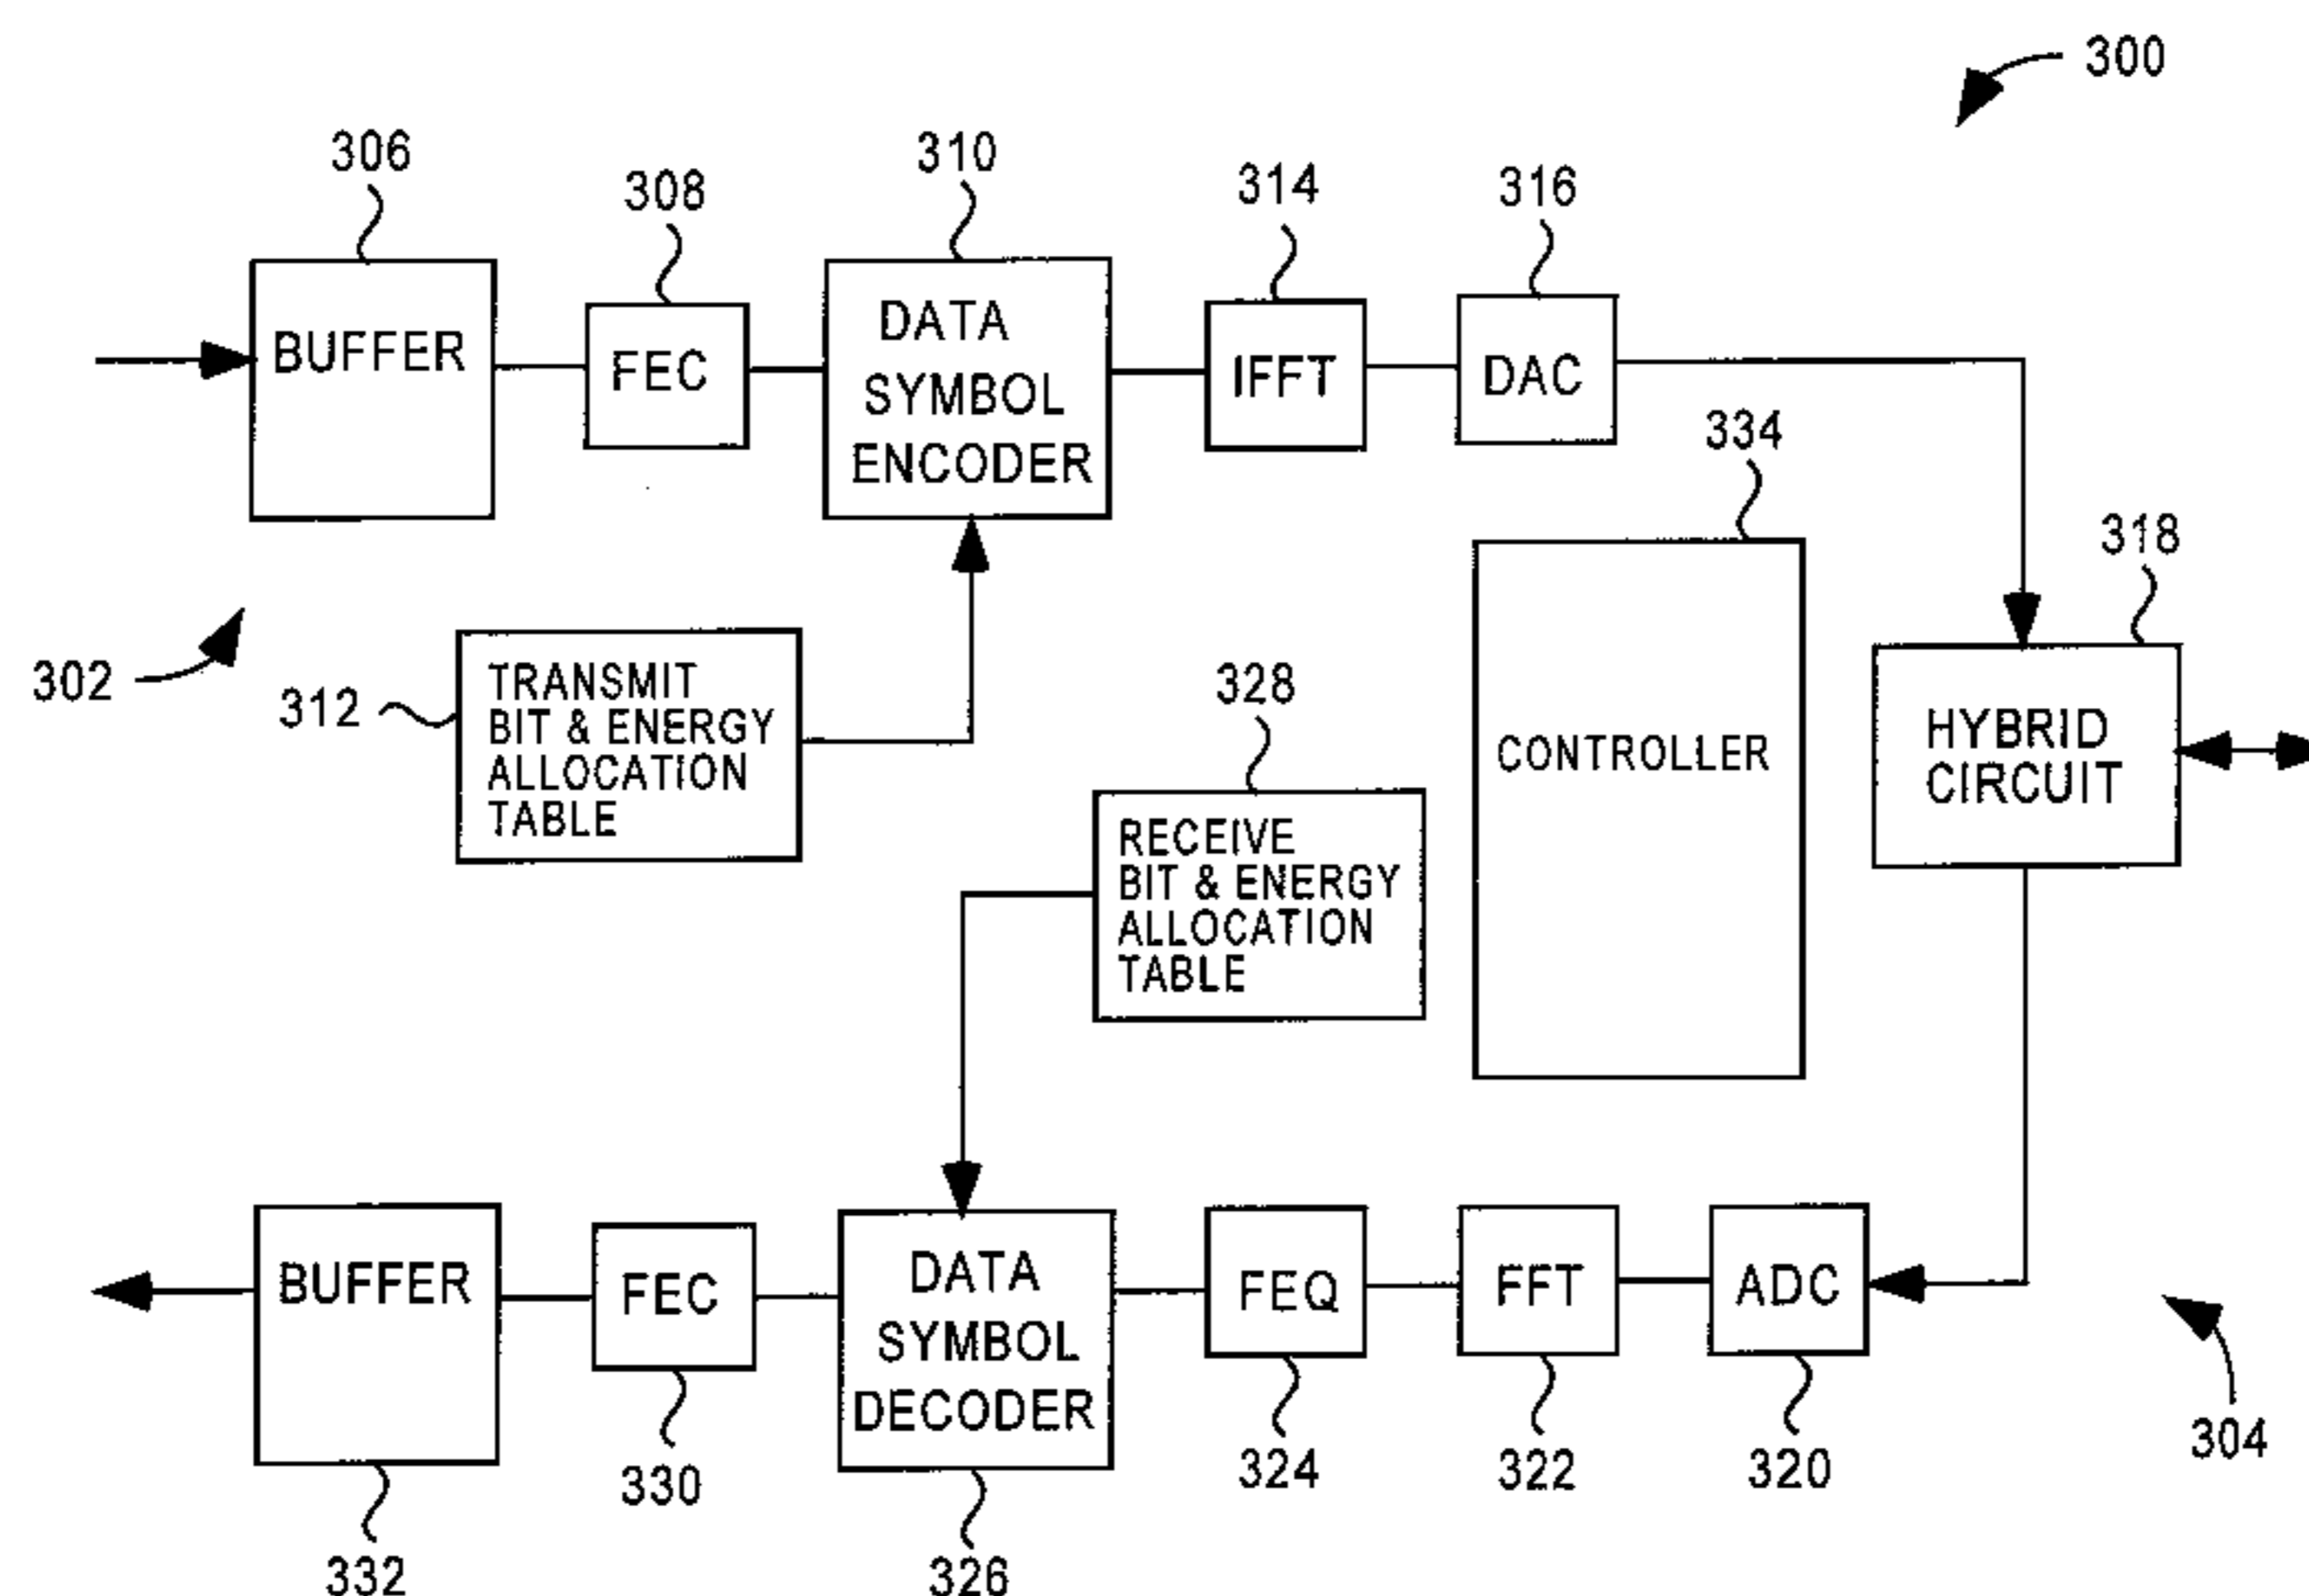 300
306
308
310
314
316
BUFFER
FEC
DATA
SYMBOL
ENCODER
IFFT
DAC
334
318
302
312
TRANSMIT
BIT & ENERGY
ALLOCATION
TABLE
328
RECEIVE
BIT & ENERGY
ALLOCATION
TABLE
CONTROLLER
HYBRID
CIRCUIT
BUFFER
FEC
DATA
SYMBOL
DECODER
FEQ
FFT
ADC
304
332
330
326
324
322
320